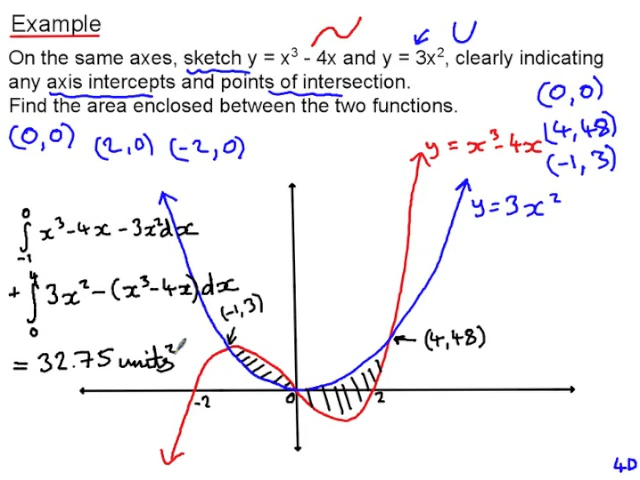 Example
On the same axes, sketch y = x³ - 4x and y = 3x², clearly indicating
any axis intercepts and points of intersection.
Find the area enclosed between the two functions.
(0,0)
(4,48)
(-1,3)
(0,0) (2,0) (-2,0)
y = x³-4x
y=3x²
∫₋₁⁰ x³-4x-3x²dx
+ ∫₀⁴ 3x²-(x³-4x)dx
(-1,3)
= 32.75 units²
(4,48)
-2 0 2
4D